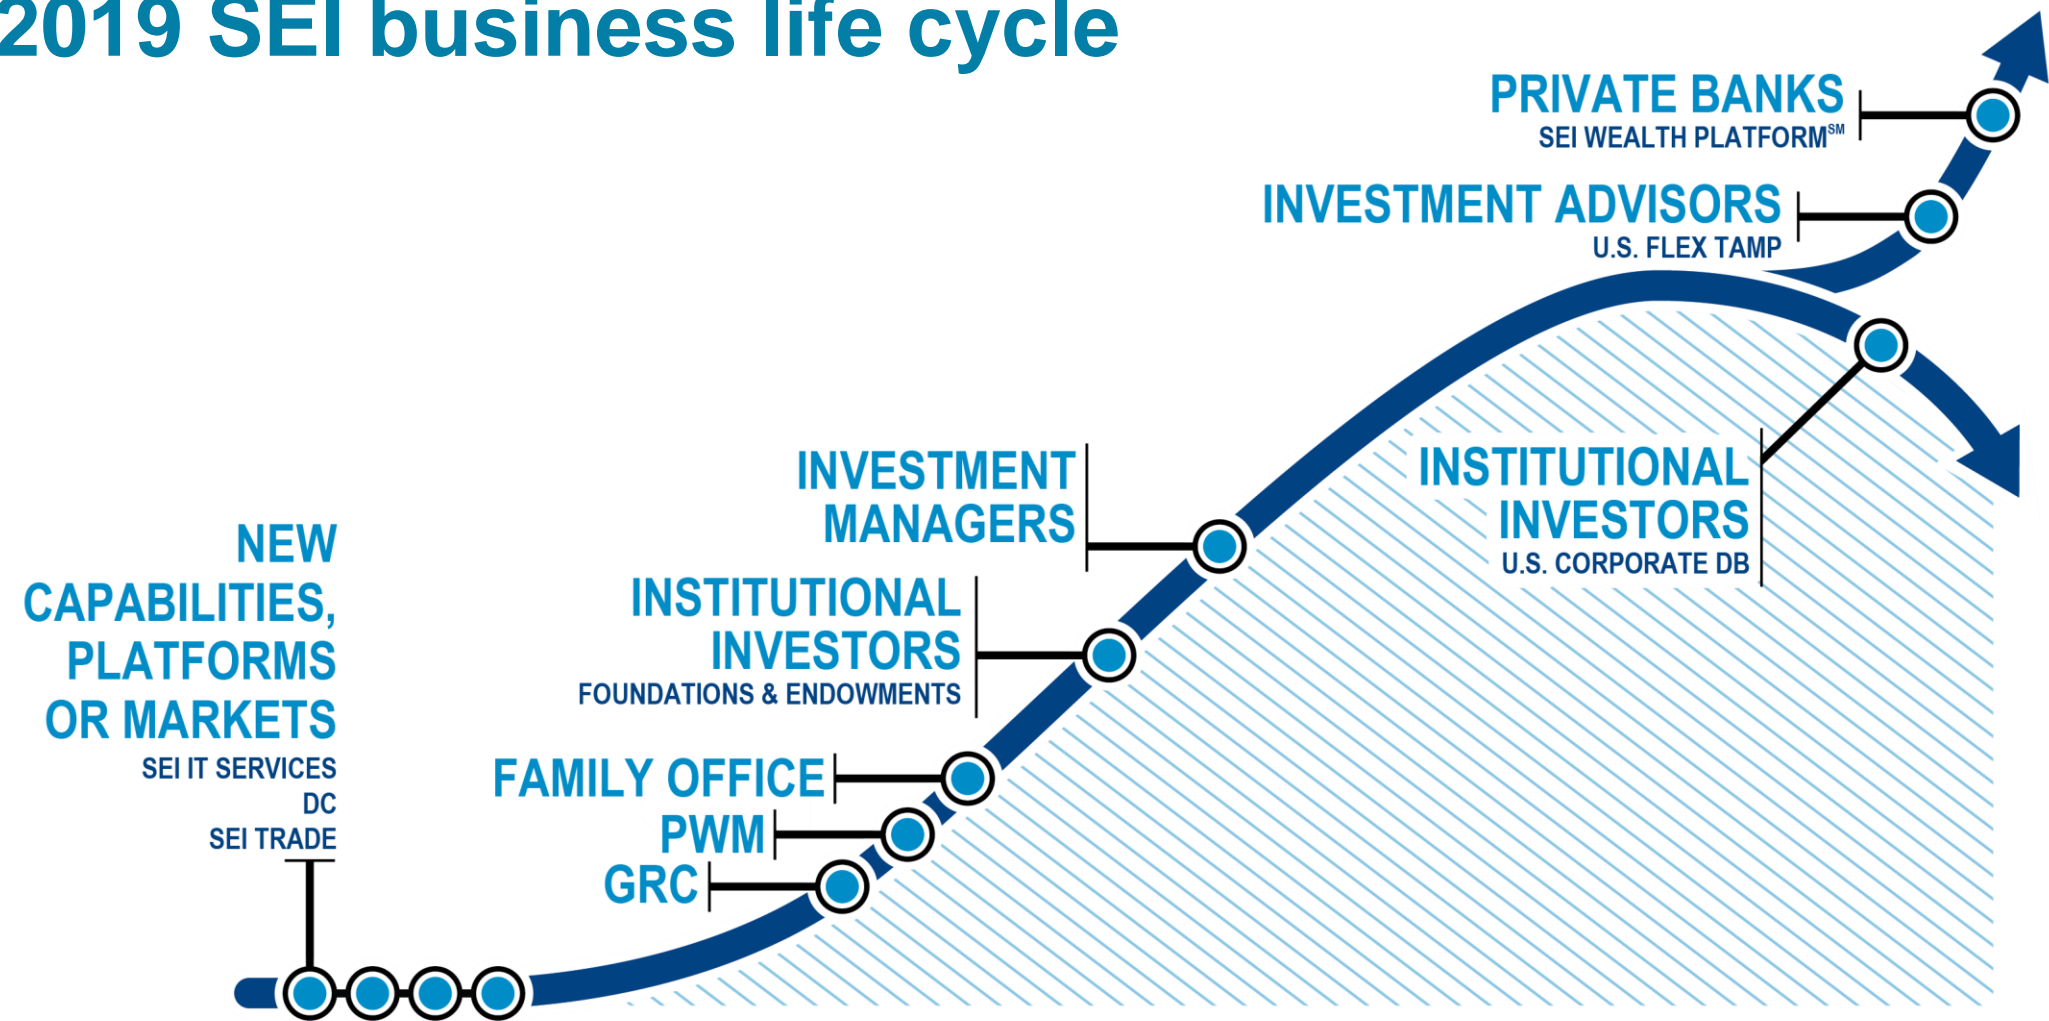 2019 SEI business life cycle
PRIVATE BANKS
SEI WEALTH PLATFORM℠
INVESTMENT ADVISORS
U.S. FLEX TAMP
INSTITUTIONAL
INVESTORS
U.S. CORPORATE DB
INVESTMENT
MANAGERS
INSTITUTIONAL
INVESTORS
FOUNDATIONS & ENDOWMENTS
FAMILY OFFICE
PWM
GRC
NEW
CAPABILITIES,
PLATFORMS
OR MARKETS
SEI IT SERVICES
DC
SEI TRADE